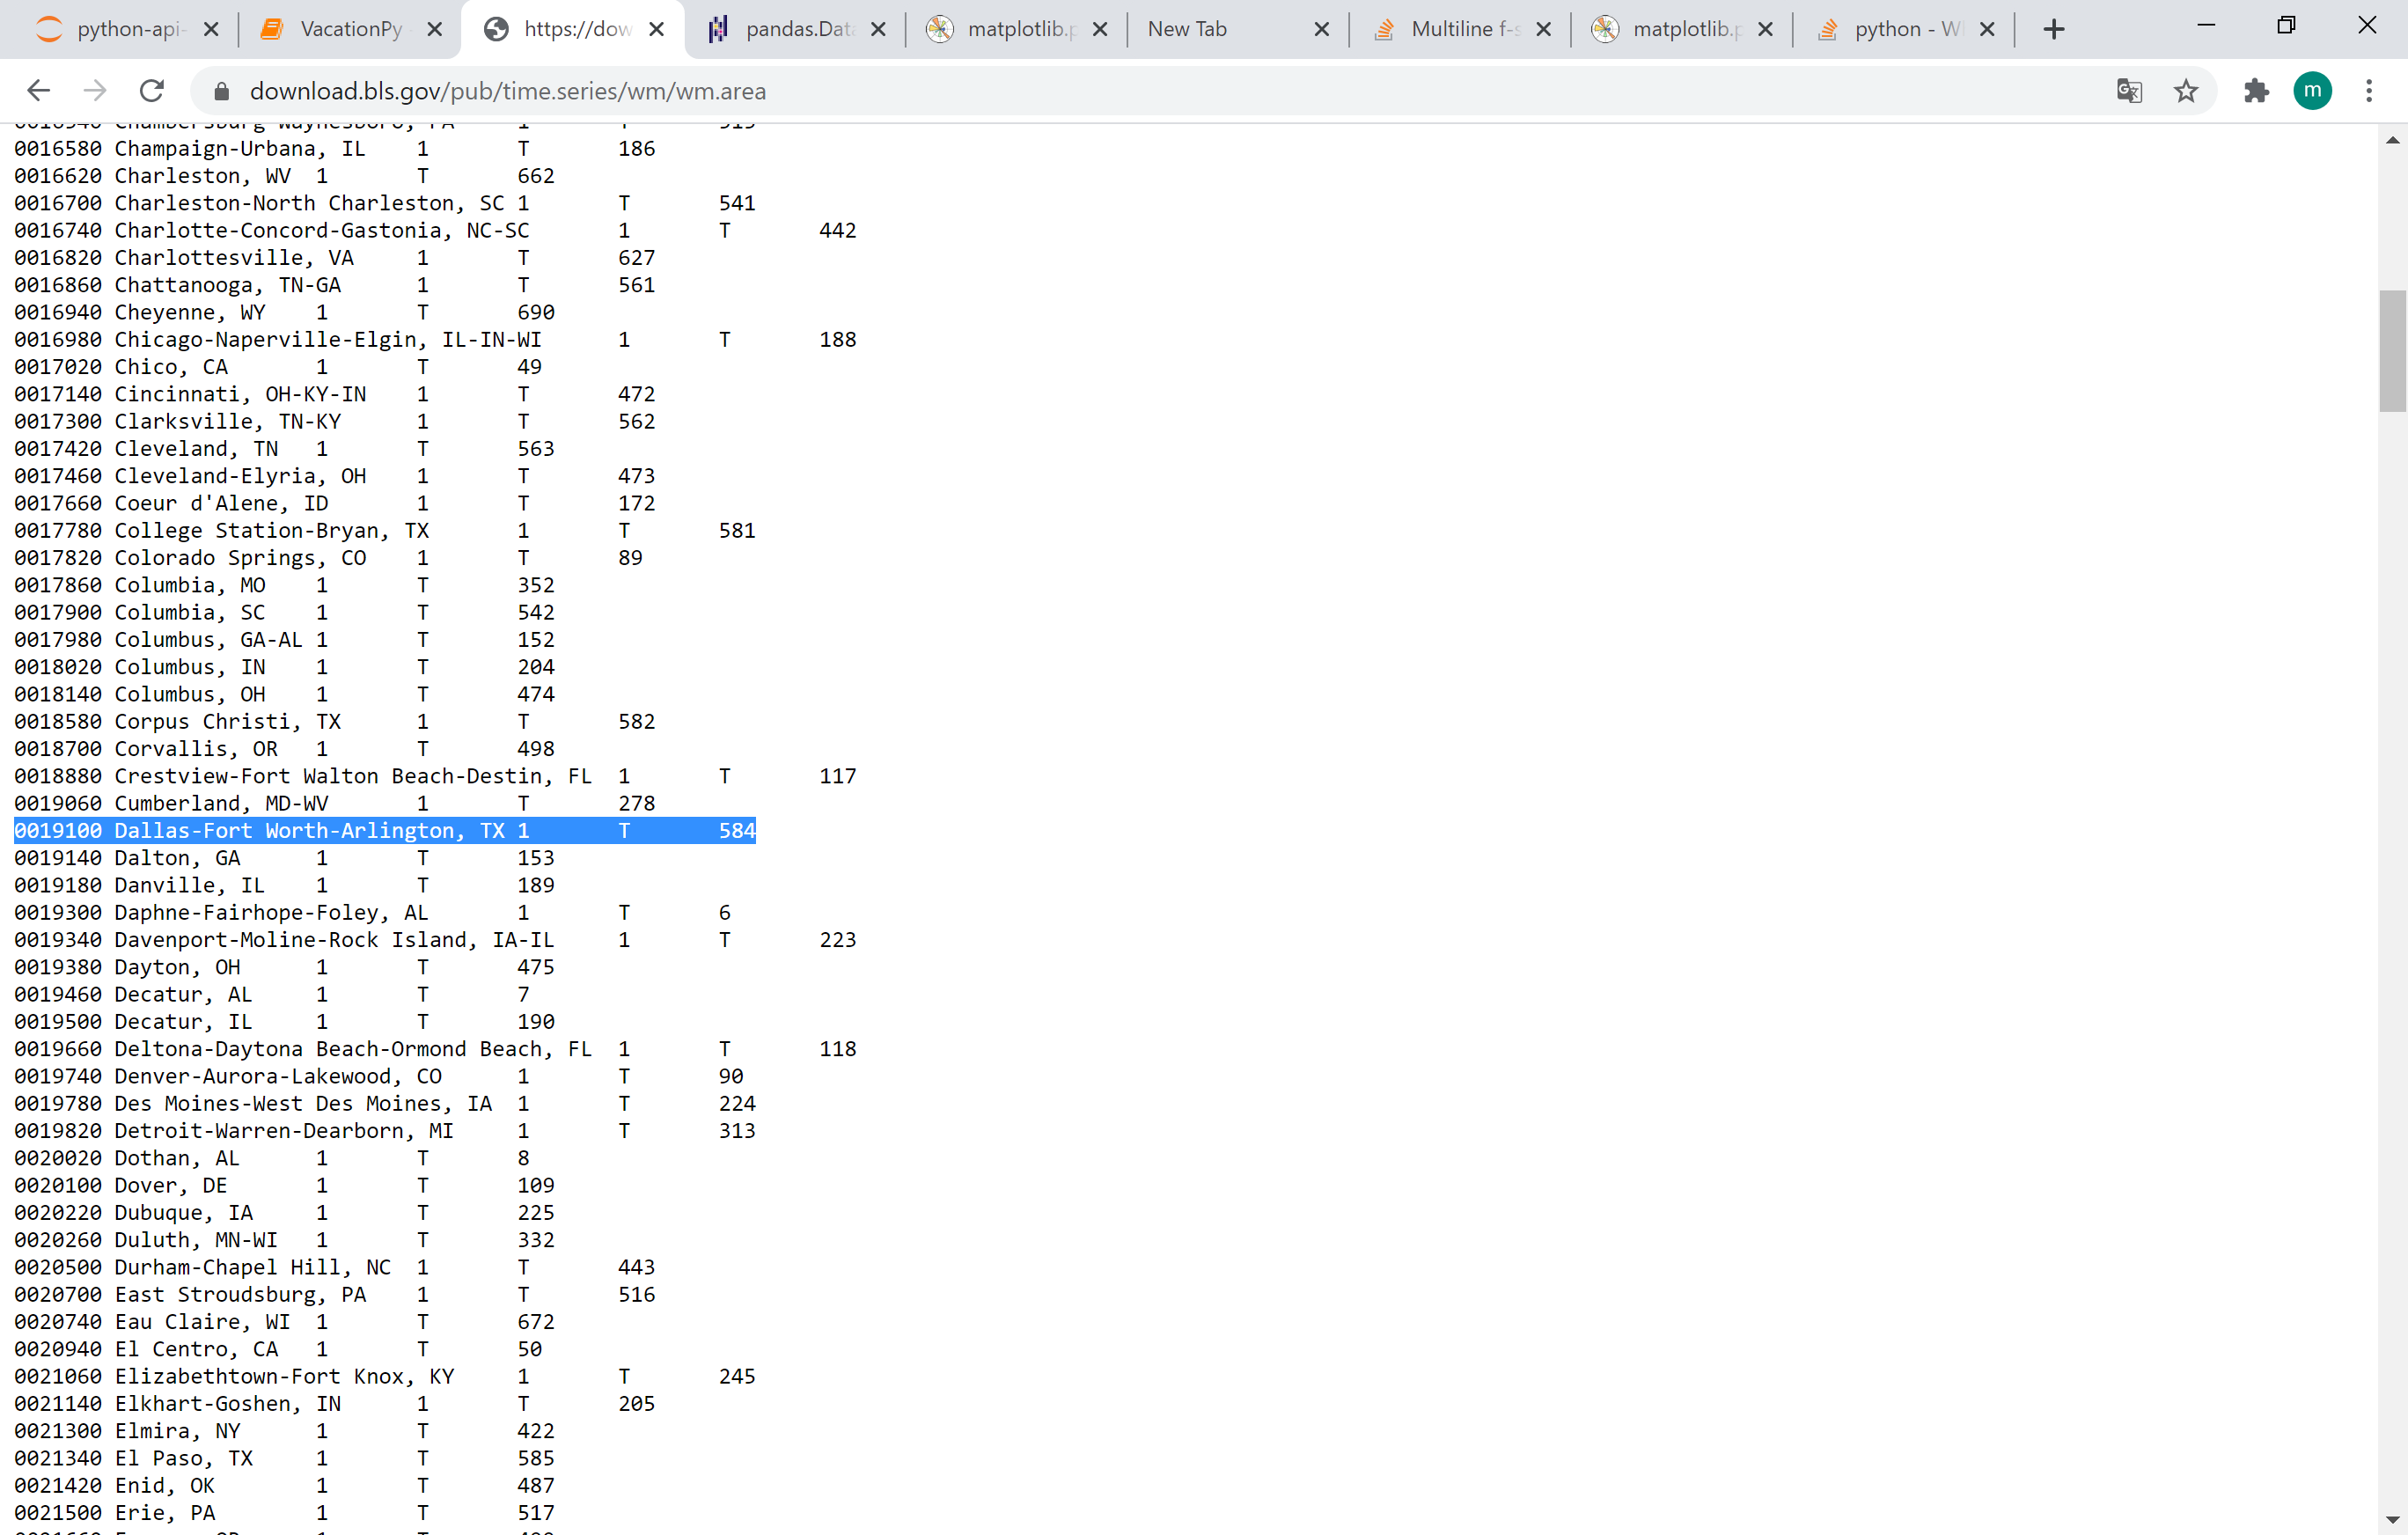 python-api-
VacationPy
https://dow
pandas.Data
matplotlib.p
New Tab
Multiline f-s
matplotlib.p
python - W
download.bls.gov/pub/time.series/wm/wm.area
m
0016540 Chambersburg-Waynesboro, PA 1 T 515
0016580 Champaign-Urbana, IL 1 T 186
0016620 Charleston, WV 1 T 662
0016700 Charleston-North Charleston, SC 1 T 541
0016740 Charlotte-Concord-Gastonia, NC-SC 1 T 442
0016820 Charlottesville, VA 1 T 627
0016860 Chattanooga, TN-GA 1 T 561
0016940 Cheyenne, WY 1 T 690
0016980 Chicago-Naperville-Elgin, IL-IN-WI 1 T 188
0017020 Chico, CA 1 T 49
0017140 Cincinnati, OH-KY-IN 1 T 472
0017300 Clarksville, TN-KY 1 T 562
0017420 Cleveland, TN 1 T 563
0017460 Cleveland-Elyria, OH 1 T 473
0017660 Coeur d'Alene, ID 1 T 172
0017780 College Station-Bryan, TX 1 T 581
0017820 Colorado Springs, CO 1 T 89
0017860 Columbia, MO 1 T 352
0017900 Columbia, SC 1 T 542
0017980 Columbus, GA-AL 1 T 152
0018020 Columbus, IN 1 T 204
0018140 Columbus, OH 1 T 474
0018580 Corpus Christi, TX 1 T 582
0018700 Corvallis, OR 1 T 498
0018880 Crestview-Fort Walton Beach-Destin, FL 1 T 117
0019060 Cumberland, MD-WV 1 T 278
0019100 Dallas-Fort Worth-Arlington, TX 1 T 584
0019140 Dalton, GA 1 T 153
0019180 Danville, IL 1 T 189
0019300 Daphne-Fairhope-Foley, AL 1 T 6
0019340 Davenport-Moline-Rock Island, IA-IL 1 T 223
0019380 Dayton, OH 1 T 475
0019460 Decatur, AL 1 T 7
0019500 Decatur, IL 1 T 190
0019660 Deltona-Daytona Beach-Ormond Beach, FL 1 T 118
0019740 Denver-Aurora-Lakewood, CO 1 T 90
0019780 Des Moines-West Des Moines, IA 1 T 224
0019820 Detroit-Warren-Dearborn, MI 1 T 313
0020020 Dothan, AL 1 T 8
0020100 Dover, DE 1 T 109
0020220 Dubuque, IA 1 T 225
0020260 Duluth, MN-WI 1 T 332
0020500 Durham-Chapel Hill, NC 1 T 443
0020700 East Stroudsburg, PA 1 T 516
0020740 Eau Claire, WI 1 T 672
0020940 El Centro, CA 1 T 50
0021060 Elizabethtown-Fort Knox, KY 1 T 245
0021140 Elkhart-Goshen, IN 1 T 205
0021300 Elmira, NY 1 T 422
0021340 El Paso, TX 1 T 585
0021420 Enid, OK 1 T 487
0021500 Erie, PA 1 T 517